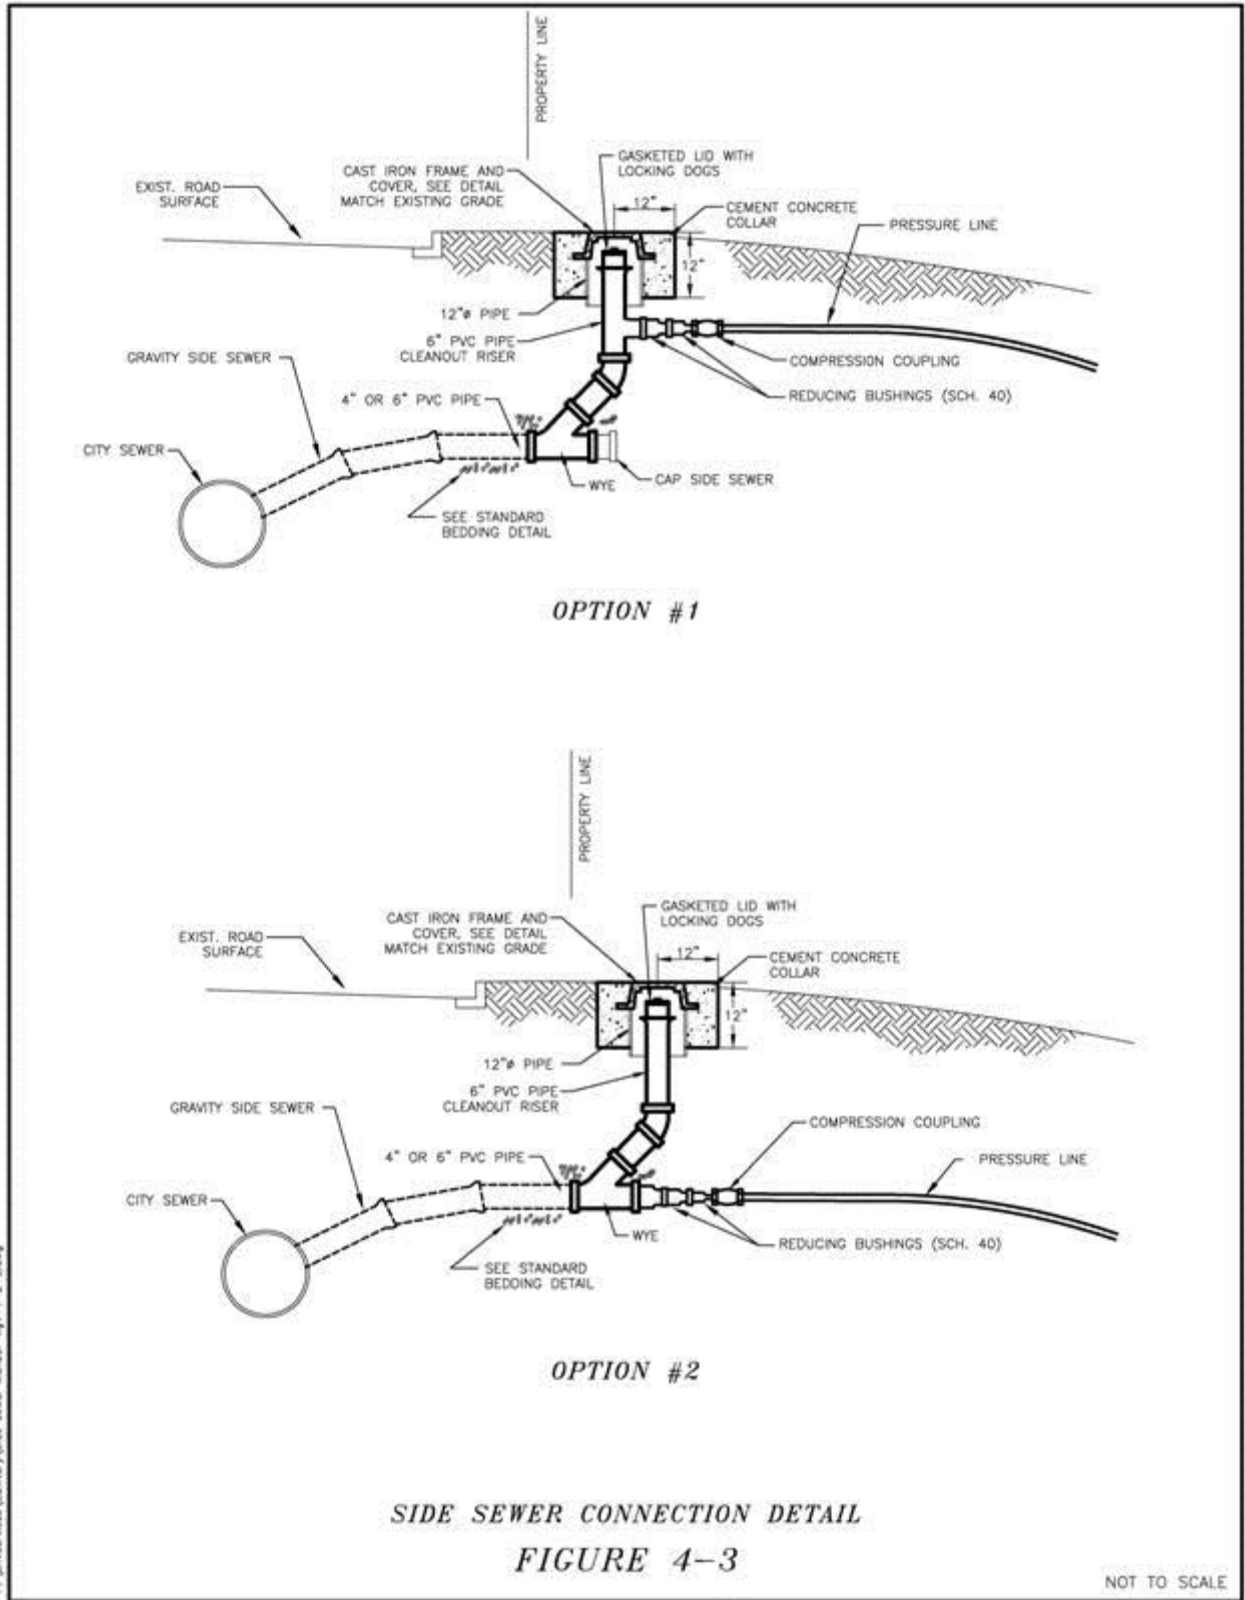 PROPERTY LINE
GASKETED LID WITH
LOCKING DOGS
CAST IRON FRAME AND
COVER, SEE DETAIL
MATCH EXISTING GRADE
EXIST. ROAD
SURFACE
12"
CEMENT CONCRETE
COLLAR
PRESSURE LINE
12"
12"ø PIPE
6" PVC PIPE
CLEANOUT RISER
GRAVITY SIDE SEWER
COMPRESSION COUPLING
4" OR 6" PVC PIPE
REDUCING BUSHINGS (SCH. 40)
CITY SEWER
WYE
CAP SIDE SEWER
SEE STANDARD
BEDDING DETAIL
OPTION #1
PROPERTY LINE
GASKETED LID WITH
LOCKING DOGS
CAST IRON FRAME AND
COVER, SEE DETAIL
MATCH EXISTING GRADE
EXIST. ROAD
SURFACE
12"
CEMENT CONCRETE
COLLAR
12"
12"ø PIPE
6" PVC PIPE
CLEANOUT RISER
GRAVITY SIDE SEWER
COMPRESSION COUPLING
4" OR 6" PVC PIPE
PRESSURE LINE
CITY SEWER
WYE
REDUCING BUSHINGS (SCH. 40)
SEE STANDARD
BEDDING DETAIL
OPTION #2
SIDE SEWER CONNECTION DETAIL
FIGURE 4-3
NOT TO SCALE